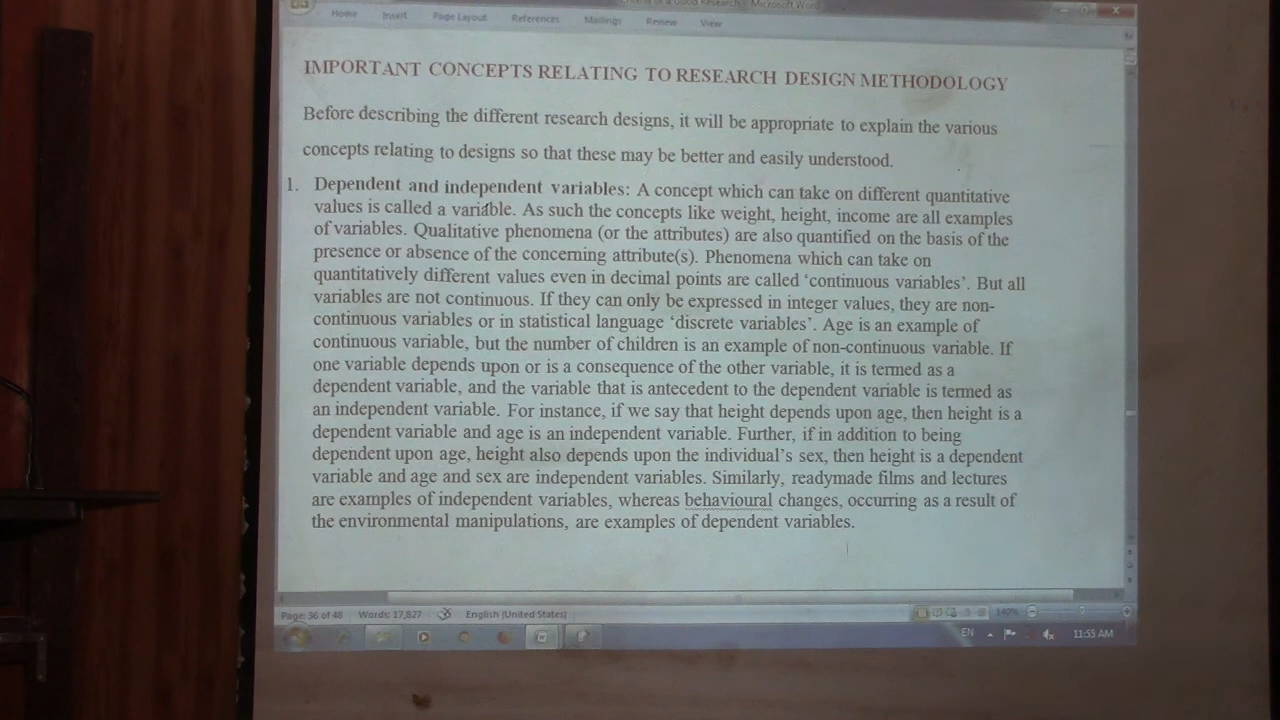 Criteria of a Good Research - Microsoft Word
Home Insert Page Layout References Mailings Review View
IMPORTANT CONCEPTS RELATING TO RESEARCH DESIGN METHODOLOGY
Before describing the different research designs, it will be appropriate to explain the various
concepts relating to designs so that these may be better and easily understood.
1. Dependent and independent variables: A concept which can take on different quantitative
values is called a variable. As such the concepts like weight, height, income are all examples
of variables. Qualitative phenomena (or the attributes) are also quantified on the basis of the
presence or absence of the concerning attribute(s). Phenomena which can take on
quantitatively different values even in decimal points are called ‘continuous variables’. But all
variables are not continuous. If they can only be expressed in integer values, they are non-
continuous variables or in statistical language ‘discrete variables’. Age is an example of
continuous variable, but the number of children is an example of non-continuous variable. If
one variable depends upon or is a consequence of the other variable, it is termed as a
dependent variable, and the variable that is antecedent to the dependent variable is termed as
an independent variable. For instance, if we say that height depends upon age, then height is a
dependent variable and age is an independent variable. Further, if in addition to being
dependent upon age, height also depends upon the individual’s sex, then height is a dependent
variable and age and sex are independent variables. Similarly, readymade films and lectures
are examples of independent variables, whereas behavioural changes, occurring as a result of
the environmental manipulations, are examples of dependent variables.
Page: 36 of 48 Words: 17,827 English (United States) 140%
EN 11:55 AM